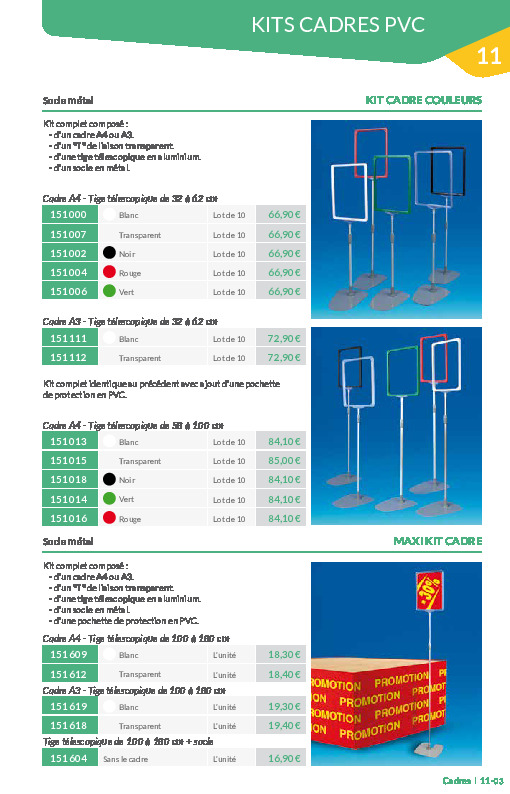 KITS CADRES PVC
11
Socle métal
KIT CADRE COULEURS
Kit complet composé :
- d'un cadre A4 ou A3.
- d'un "T" de liaison transparent.
- d'une tige télescopique en aluminium.
- d'un socle en métal.
Cadre A4 - Tige télescopique de 32 à 62 cm
151000 Blanc Lot de 10 66,90 €
151007 Transparent Lot de 10 66,90 €
151002 Noir Lot de 10 66,90 €
151004 Rouge Lot de 10 66,90 €
151006 Vert Lot de 10 66,90 €
Cadre A3 - Tige télescopique de 32 à 62 cm
151111 Blanc Lot de 10 72,90 €
151112 Transparent Lot de 10 72,90 €
Kit complet identique au précédent avec ajout d'une pochette
de protection en PVC.
Cadre A4 - Tige télescopique de 58 à 100 cm
151013 Blanc Lot de 10 84,10 €
151015 Transparent Lot de 10 85,00 €
151018 Noir Lot de 10 84,10 €
151014 Vert Lot de 10 84,10 €
151016 Rouge Lot de 10 84,10 €
Socle métal
MAXI KIT CADRE
Kit complet composé :
- d'un cadre A4 ou A3.
- d'un "T" de liaison transparent.
- d'une tige télescopique en aluminium.
- d'un socle en métal.
- d'une pochette de protection en PVC.
Cadre A4 - Tige télescopique de 100 à 180 cm
151609 Blanc L'unité 18,30 €
151612 Transparent L'unité 18,40 €
Cadre A3 - Tige télescopique de 100 à 180 cm
151619 Blanc L'unité 19,30 €
151618 Transparent L'unité 19,40 €
Tige télescopique de 100 à 180 cm + socle
151604 Sans le cadre L'unité 16,90 €
-30%
PROMOTION PROMOTION
PROMOTION PROMOTION
PROMOTION PROMOTION
Cadres | 11-03